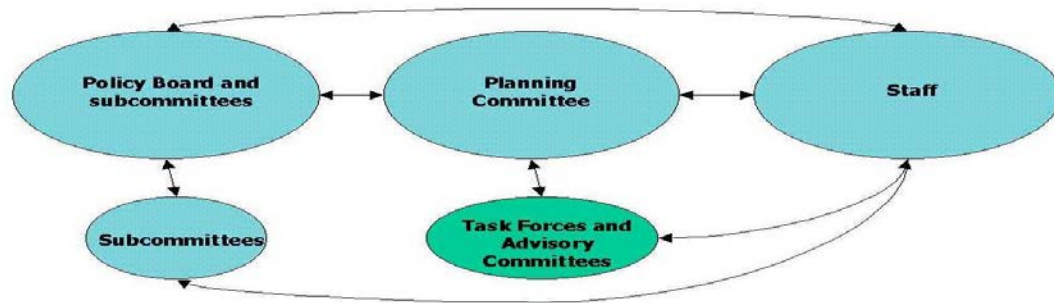 Policy Board and
subcommittees
Planning
Committee
Staff
Subcommittees
Task Forces and
Advisory
Committees